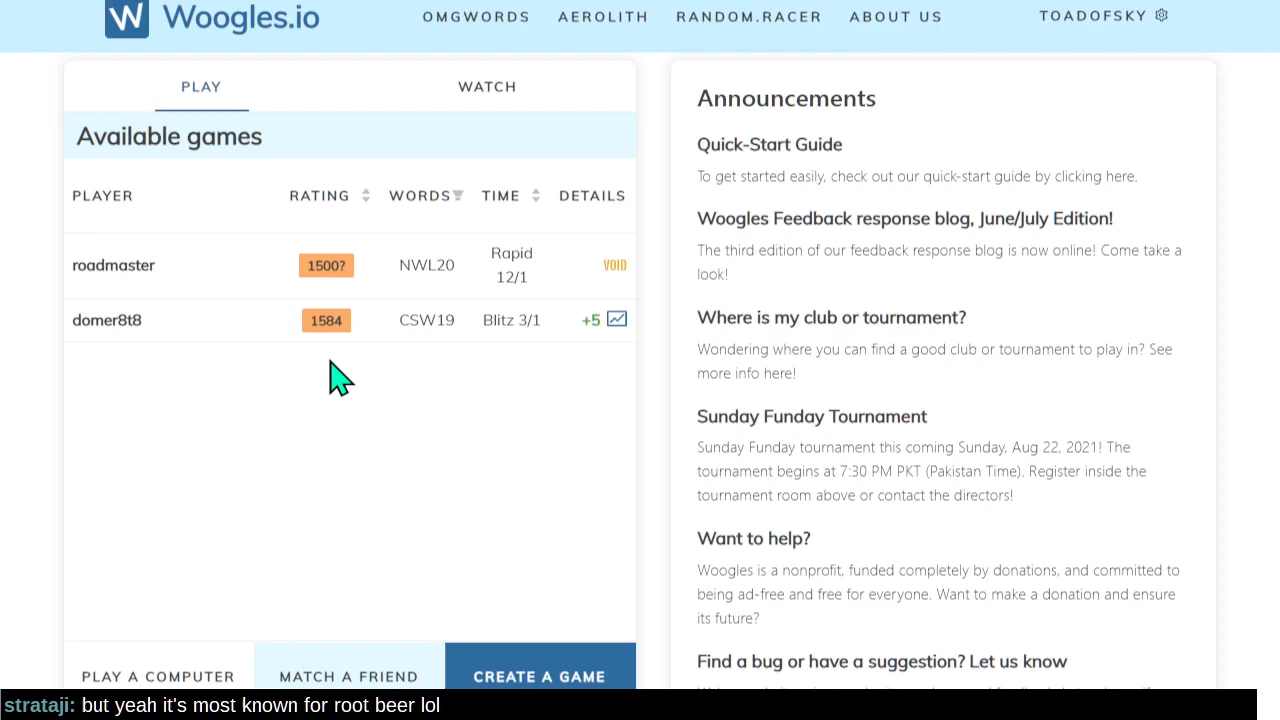 W Woogles.io
OMGWORDS AEROLITH RANDOM.RACER ABOUT US
TOADOFSKY
PLAY WATCH
Available games
PLAYER RATING WORDS TIME DETAILS
roadmaster 1500? NWL20 Rapid 12/1 VOID
domer8t8 1584 CSW19 Blitz 3/1 +5
PLAY A COMPUTER MATCH A FRIEND CREATE A GAME
Announcements
Quick-Start Guide
To get started easily, check out our quick-start guide by clicking here.
Woogles Feedback response blog, June/July Edition!
The third edition of our feedback response blog is now online! Come take a
look!
Where is my club or tournament?
Wondering where you can find a good club or tournament to play in? See
more info here!
Sunday Funday Tournament
Sunday Funday tournament this coming Sunday, Aug 22, 2021! The
tournament begins at 7:30 PM PKT (Pakistan Time). Register inside the
tournament room above or contact the directors!
Want to help?
Woogles is a nonprofit, funded completely by donations, and committed to
being ad-free and free for everyone. Want to make a donation and ensure
its future?
Find a bug or have a suggestion? Let us know
strataji: but yeah it's most known for root beer lol